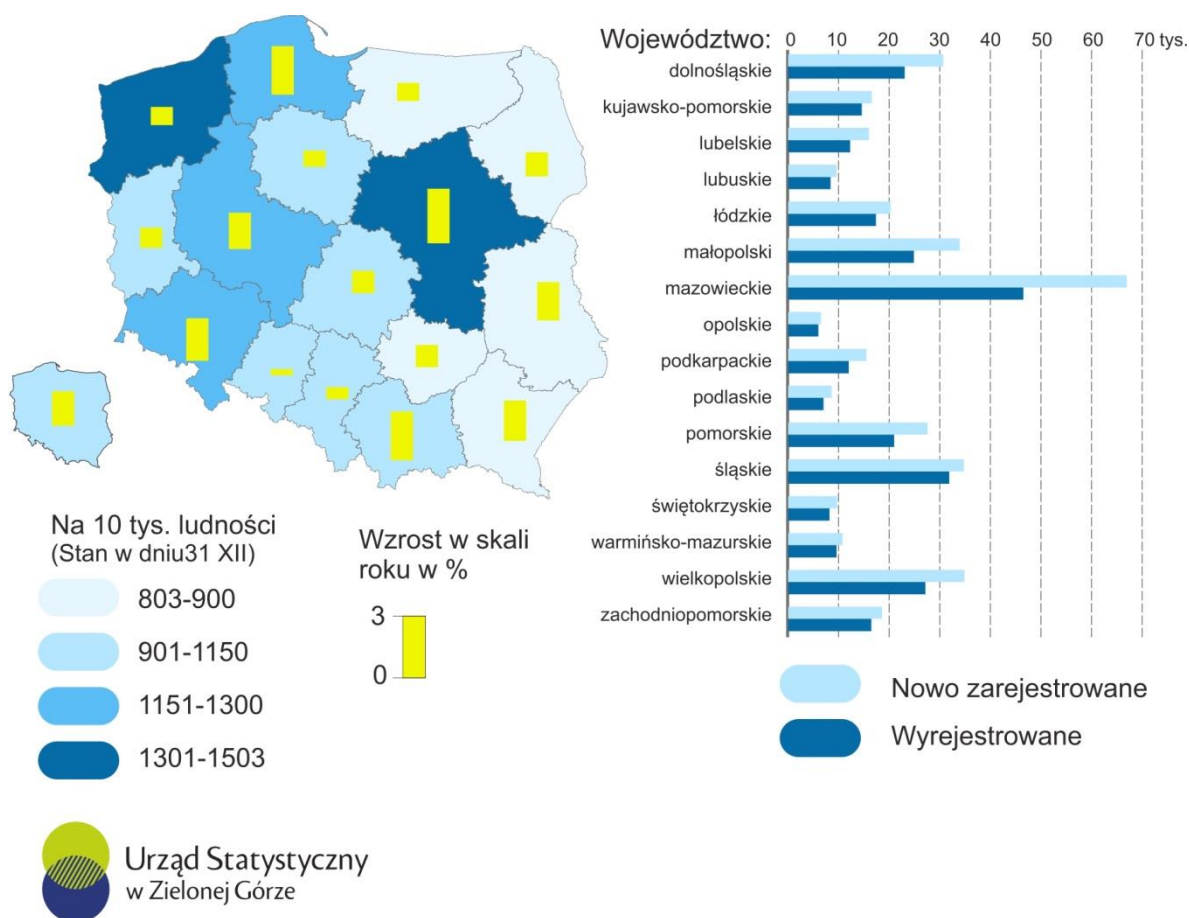 Województwo:
0 10 20 30 40 50 60 70 tys.
dolnośląskie
kujawsko-pomorskie
lubelskie
lubuskie
łódzkie
małopolski
mazowieckie
opolskie
podkarpackie
podlaskie
pomorskie
śląskie
świętokrzyskie
warmińsko-mazurskie
wielkopolskie
zachodniopomorskie
Nowo zarejestrowane
Wyrejestrowane
Na 10 tys. ludności
(Stan w dniu31 XII)
803-900
901-1150
1151-1300
1301-1503
Wzrost w skali
roku w %
3
0
Urząd Statystyczny
w Zielonej Górze